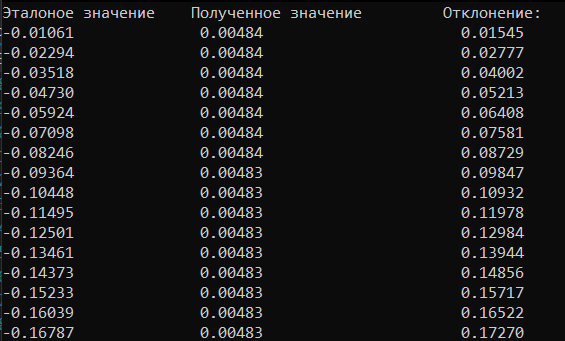 Эталоное значение Полученное значение Отклонение:
-0.01061 0.00484 0.01545
-0.02294 0.00484 0.02777
-0.03518 0.00484 0.04002
-0.04730 0.00484 0.05213
-0.05924 0.00484 0.06408
-0.07098 0.00484 0.07581
-0.08246 0.00484 0.08729
-0.09364 0.00483 0.09847
-0.10448 0.00483 0.10932
-0.11495 0.00483 0.11978
-0.12501 0.00483 0.12984
-0.13461 0.00483 0.13944
-0.14373 0.00483 0.14856
-0.15233 0.00483 0.15717
-0.16039 0.00483 0.16522
-0.16787 0.00483 0.17270